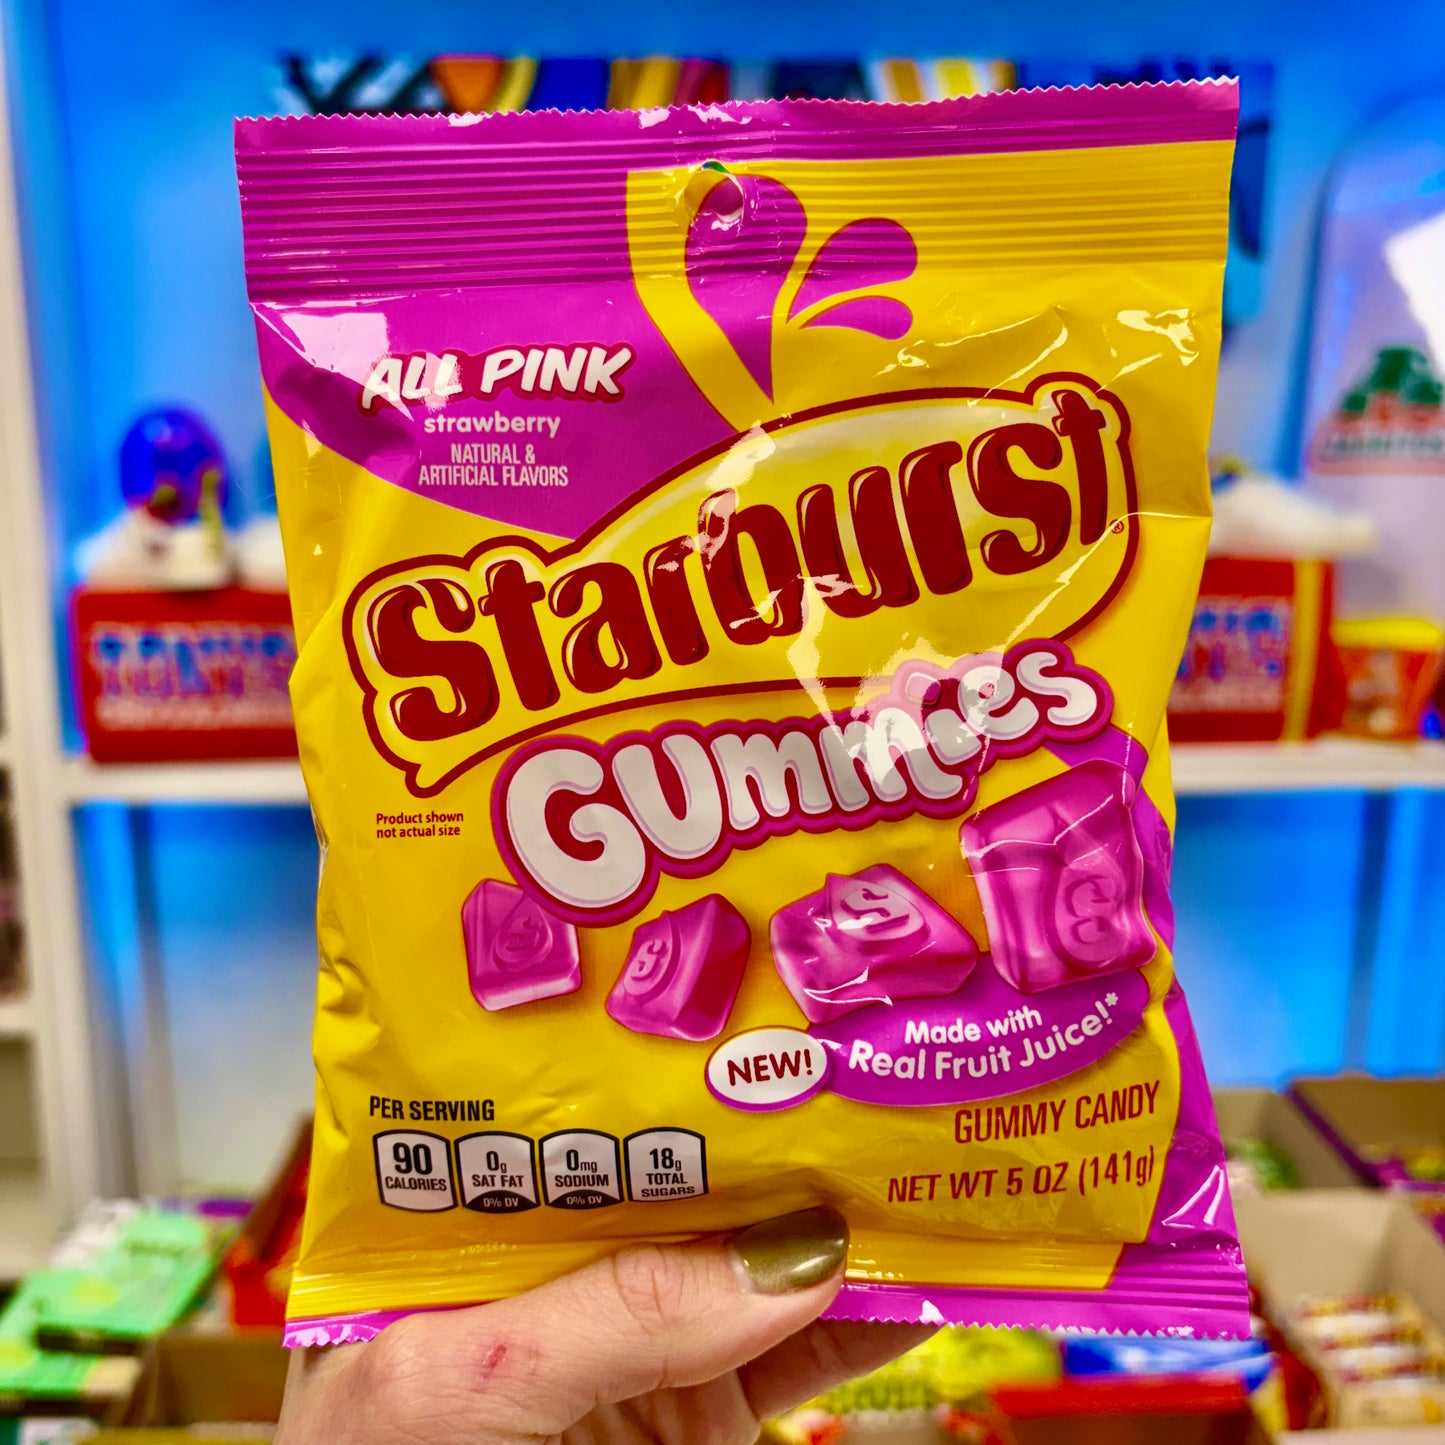 ALL PINK
strawberry
NATURAL &
ARTIFICIAL FLAVORS
Starburst®
GUMMIES
Product shown
not actual size
S
S
S
S
NEW!
Made with
Real Fruit Juice!*
GUMMY CANDY
NET WT 5 OZ (141g)
PER SERVING
90
CALORIES
0g
SAT FAT
0% DV
0mg
SODIUM
0% DV
18g
TOTAL
SUGARS